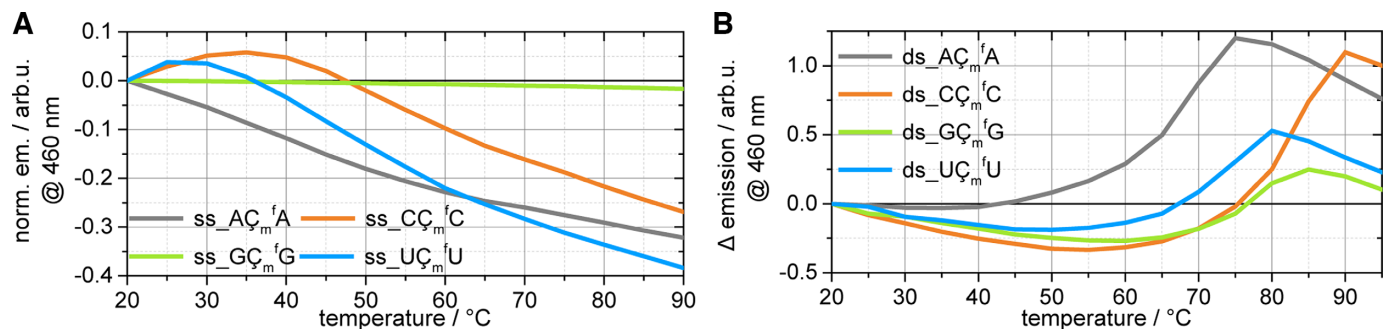 A
norm. em. / arb.u.
@ 460 nm
0.1
0.0
-0.1
-0.2
-0.3
-0.4
ss_AÇmfA
ss_CÇmfC
ss_GÇmfG
ss_UÇmfU
20 30 40 50 60 70 80 90
temperature / °C
B
Δ emission / arb.u.
@ 460 nm
1.0
0.5
0.0
-0.5
ds_AÇmfA
ds_CÇmfC
ds_GÇmfG
ds_UÇmfU
20 30 40 50 60 70 80 90
temperature / °C